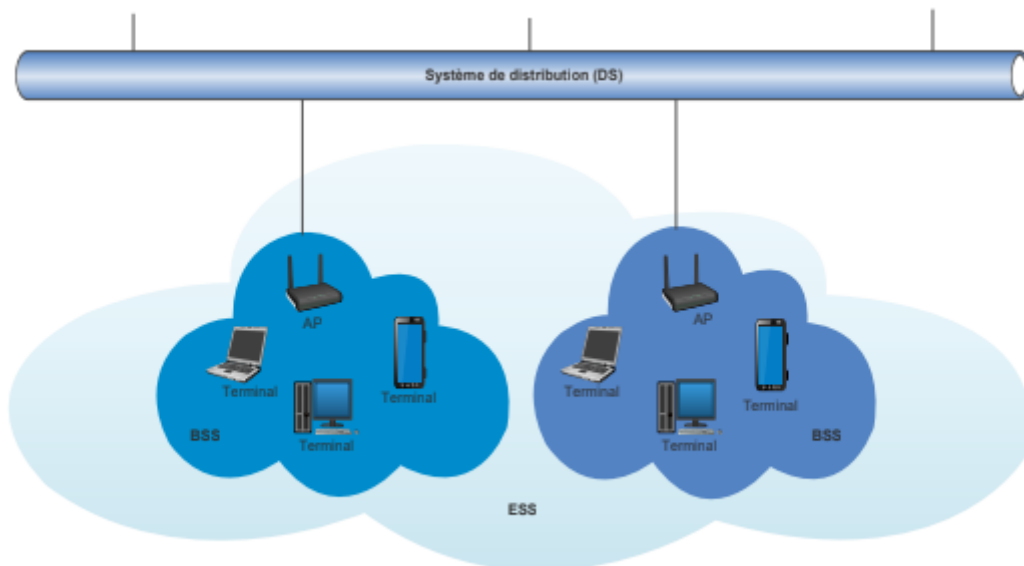 Système de distribution (DS)
AP
AP
Terminal
Terminal
Terminal
Terminal
Terminal
Terminal
BSS
BSS
ESS